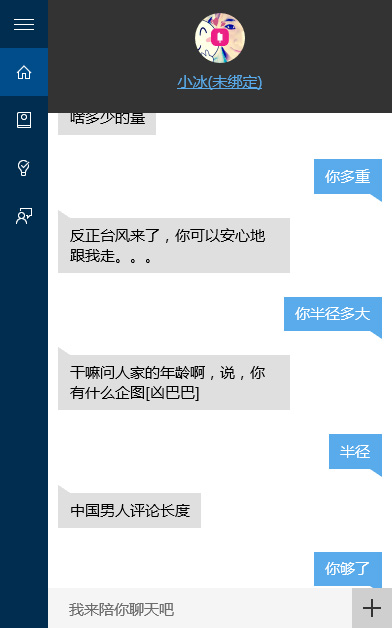 小冰(未绑定)
啥多少的量
你多重
反正台风来了，你可以安心地
跟我走。。。
你半径多大
干嘛问人家的年龄啊，说，你
有什么企图[凶巴巴]
半径
中国男人评论长度
你够了
我来陪你聊天吧